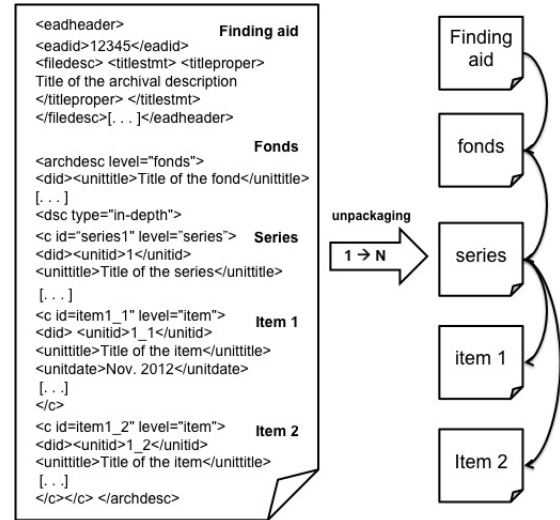 <eadheader>
Finding aid
<eadid>12345</eadid>
<filedesc> <titlestmt> <titleproper>
Title of the archival description
</titleproper> </titlestmt>
</filedesc>[. . . ]</eadheader>
Fonds
<archdesc level="fonds">
<did><unittitle>Title of the fond</unittitle>
[. . . ]
<dsc type="in-depth">
<c id="series1" level="series"> Series
<did><unitid>1</unitid>
<unittitle>Title of the series</unittitle>
[. . . ]
<c id=item1_1" level="item"> Item 1
<did> <unitid>1_1</unitid>
<unittitle>Title of the item</unittitle>
<unitdate>Nov. 2012</unitdate>
[. . .]
</c>
<c id=item1_2" level="item"> Item 2
<did><unitid>1_2</unitid>
<unittitle>Title of the item</unittitle>
[. . .]
</c></c> </archdesc>
unpackaging
1 → N
Finding
aid
fonds
series
item 1
Item 2